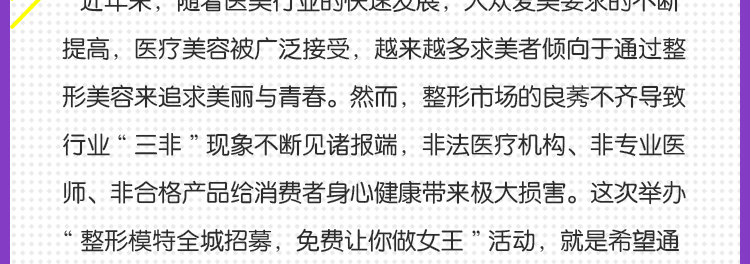 近年来，随着医美行业的快速发展，人众爱美要求的不断
提高，医疗美容被广泛接受，越来越多求美者倾向于通过整
形美容来追求美丽与青春。然而，整形市场的良莠不齐导致
行业“三非”现象不断见诸报端，非法医疗机构、非专业医
师、非合格产品给消费者身心健康带来极大损害。这次举办
“整形模特全城招募，免费让你做女王”活动，就是希望通